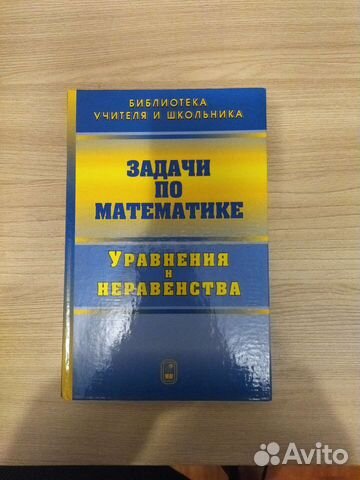 БИБЛИОТЕКА
УЧИТЕЛЯ И ШКОЛЬНИКА
ЗАДАЧИ
ПО
МАТЕМАТИКЕ
УРАВНЕНИЯ
И
НЕРАВЕНСТВА
Avito